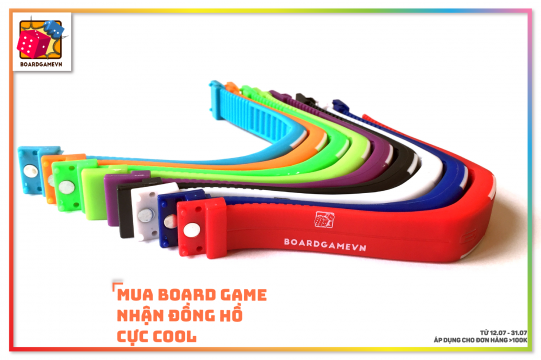 BOARDGAMEVN
BOARDGAMEVN
MUA BOARD GAME
NHẬN ĐỒNG HỒ
CỰC COOL
TỪ 12.07 - 31.07
ÁP DỤNG CHO ĐƠN HÀNG >100K